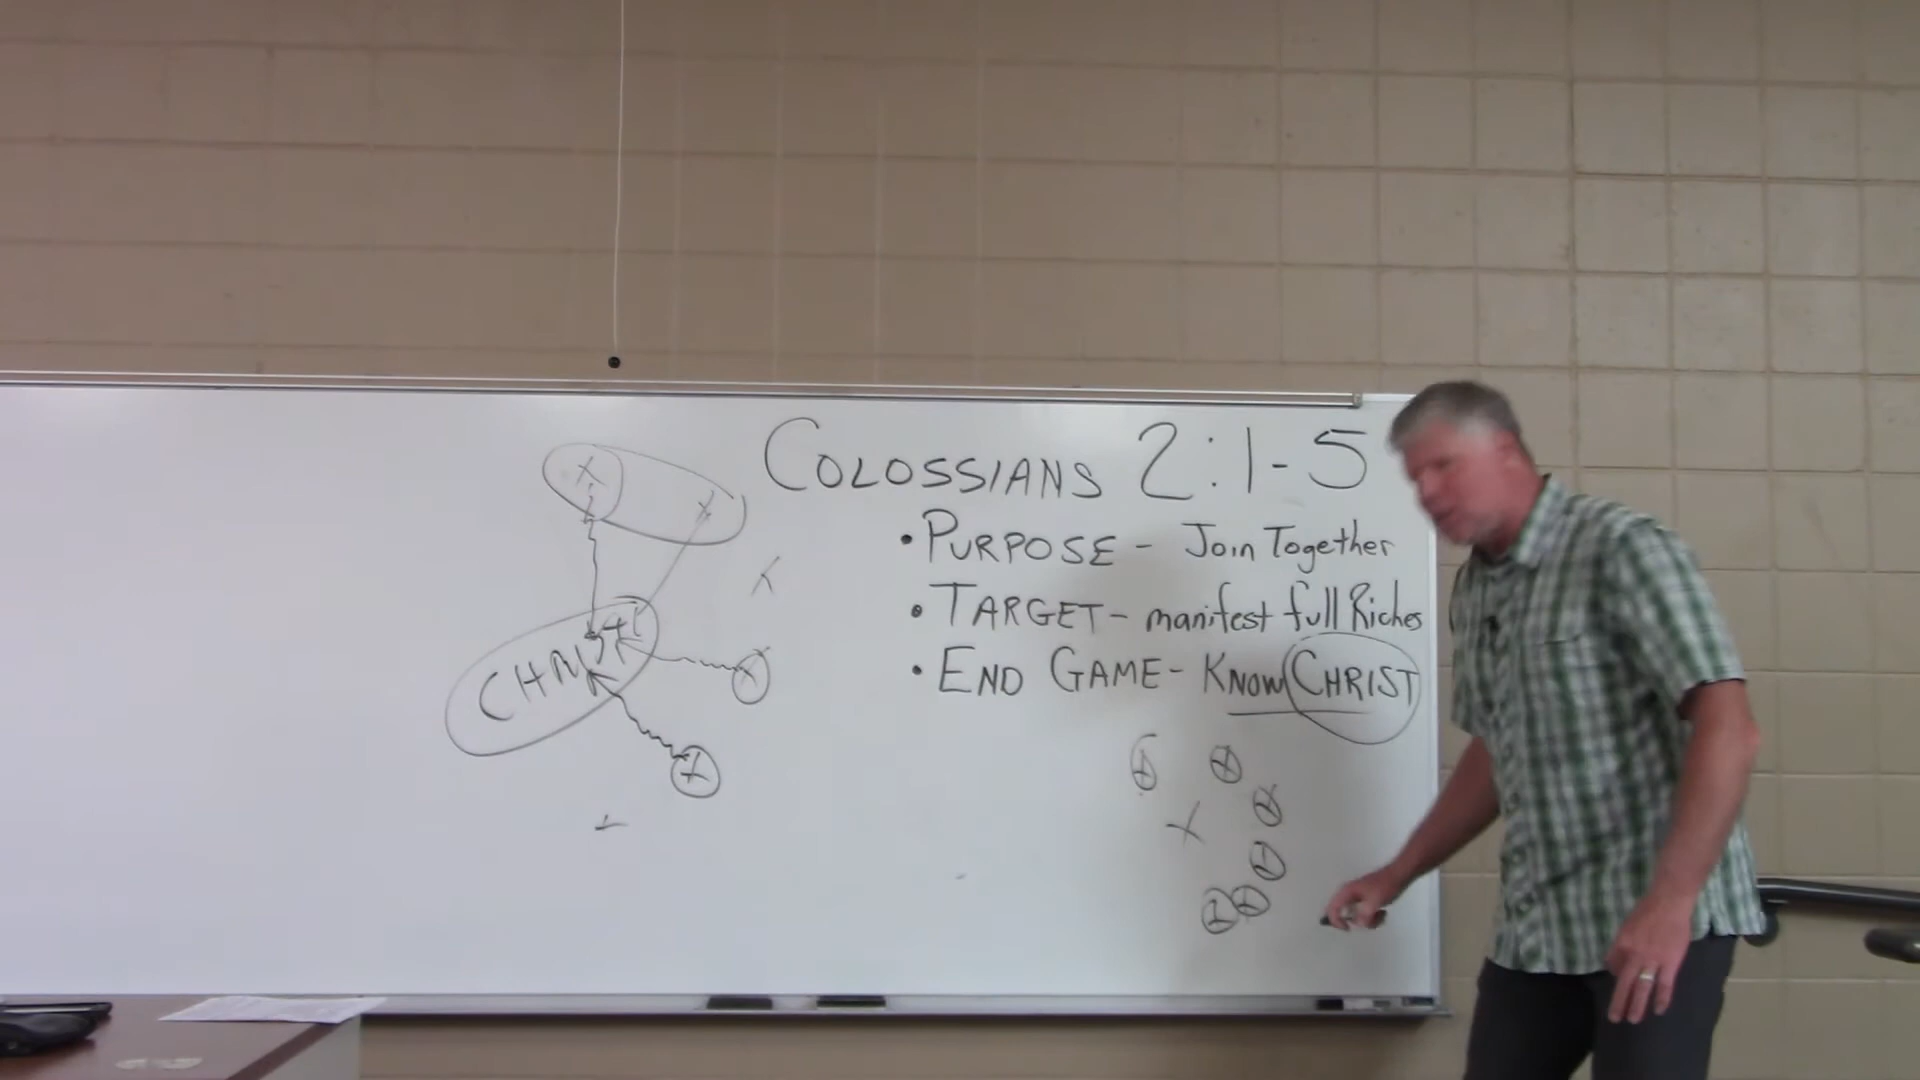 COLOSSIANS 2:1-5
• PURPOSE - Join Together
• TARGET - manifest full Riches
• END GAME - KNOW CHRIST
X
X
X
CHRIST
X
X
X
X
X
X